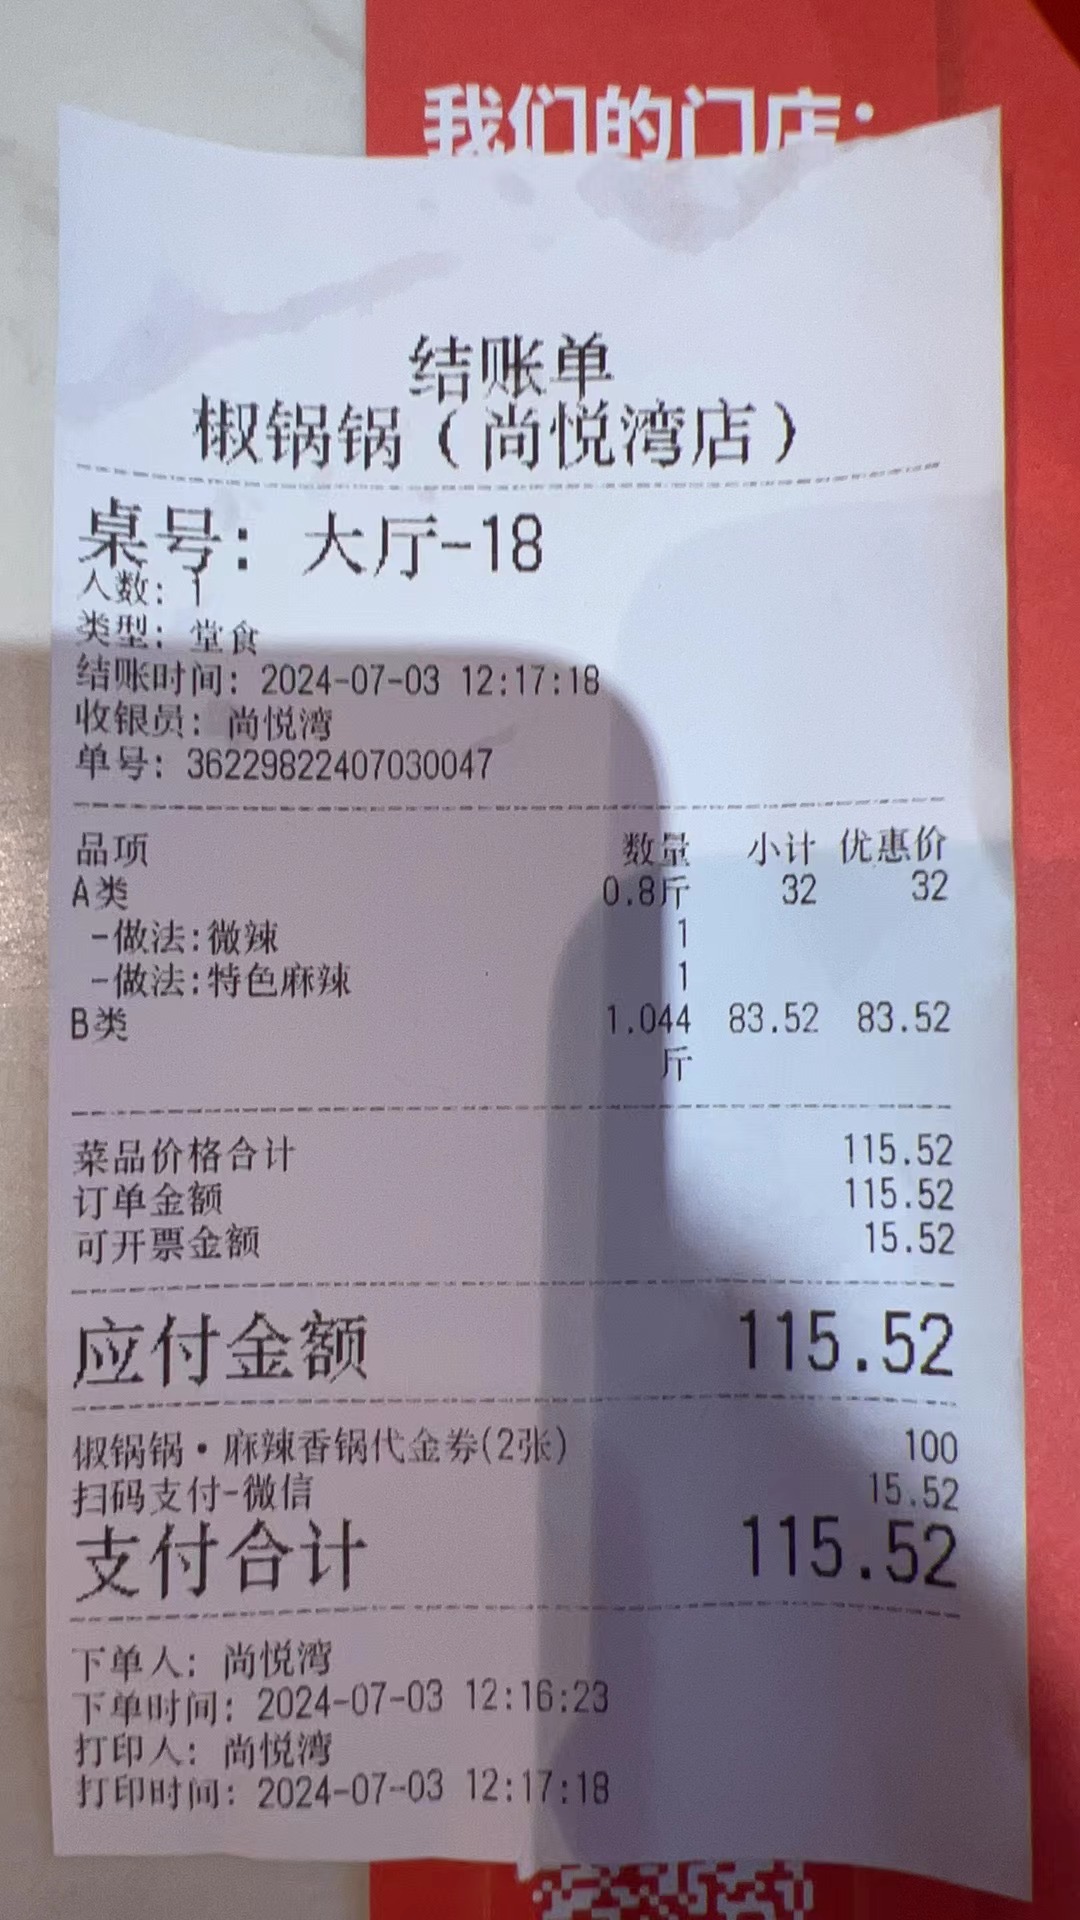 我们的门店：
结账单
椒锅锅（尚悦湾店）
桌号：大厅-18
人数：1
类型：堂食
结账时间：2024-07-03 12:17:18
收银员：尚悦湾
单号：36229822407030047
品项 数量 小计 优惠价
A类 0.8斤 32 32
-做法:微辣 1
-做法:特色麻辣 1
B类 1.044 83.52 83.52
斤
菜品价格合计 115.52
订单金额 115.52
可开票金额 15.52
应付金额 115.52
椒锅锅·麻辣香锅代金券(2张) 100
扫码支付-微信 15.52
支付合计 115.52
下单人：尚悦湾
下单时间：2024-07-03 12:16:23
打印人：尚悦湾
打印时间：2024-07-03 12:17:18